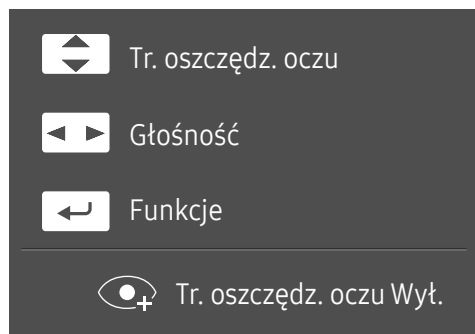 Tr. oszczędz. oczu
Głośność
Funkcje
Tr. oszczędz. oczu Wył.